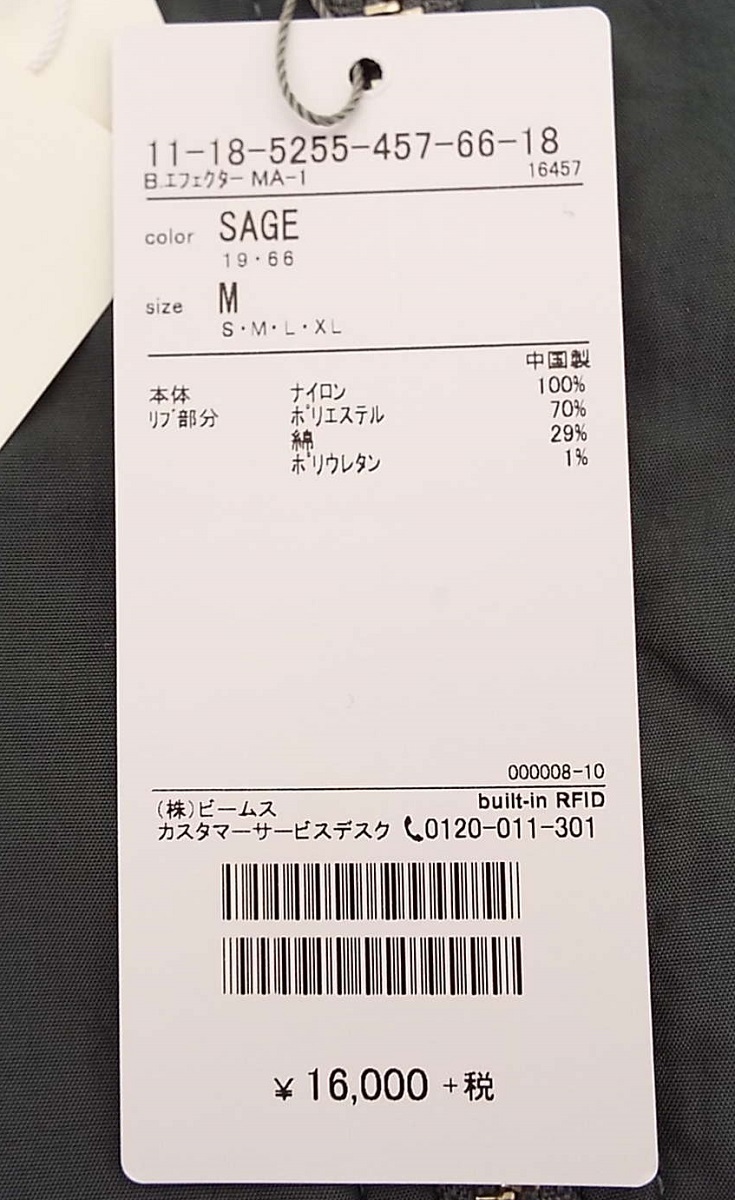 11-18-5255-457-66-18
B.エフェクター MA-1 16457
color SAGE
19・66
size M
S・M・L・XL
中国製
本体 ナイロン 100%
リブ部分 ポリエステル 70%
綿 29%
ポリウレタン 1%
000008-10
(株)ビームス built-in RFID
カスタマーサービスデスク 0120-011-301
¥ 16,000 +税